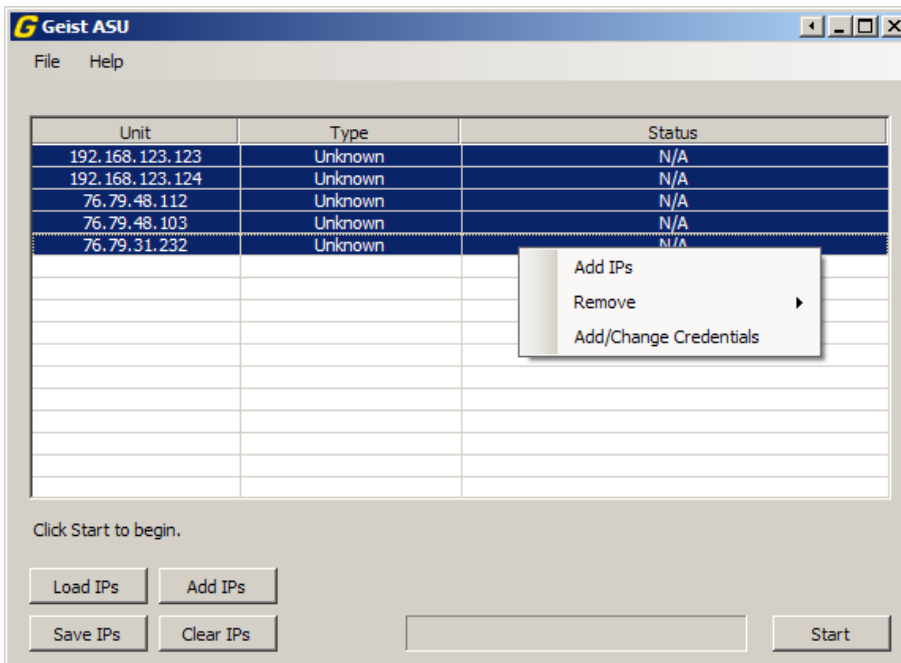 G Geist ASU
File Help
Unit Type Status
192.168.123.123 Unknown N/A
192.168.123.124 Unknown N/A
76.79.48.112 Unknown N/A
76.79.48.103 Unknown N/A
76.79.31.232 Unknown N/A
Add IPs
Remove
Add/Change Credentials
Click Start to begin.
Load IPs Add IPs
Save IPs Clear IPs Start